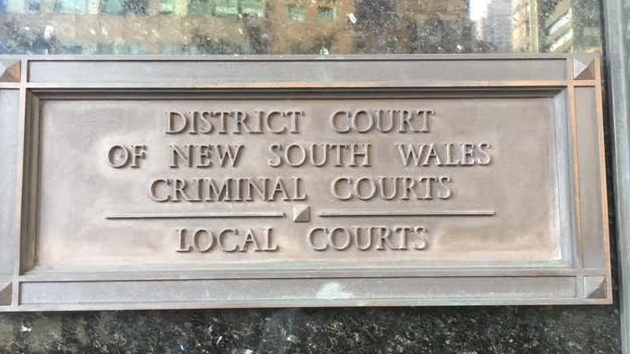 DISTRICT COURT
OF NEW SOUTH WALES
CRIMINAL COURTS
LOCAL COURTS